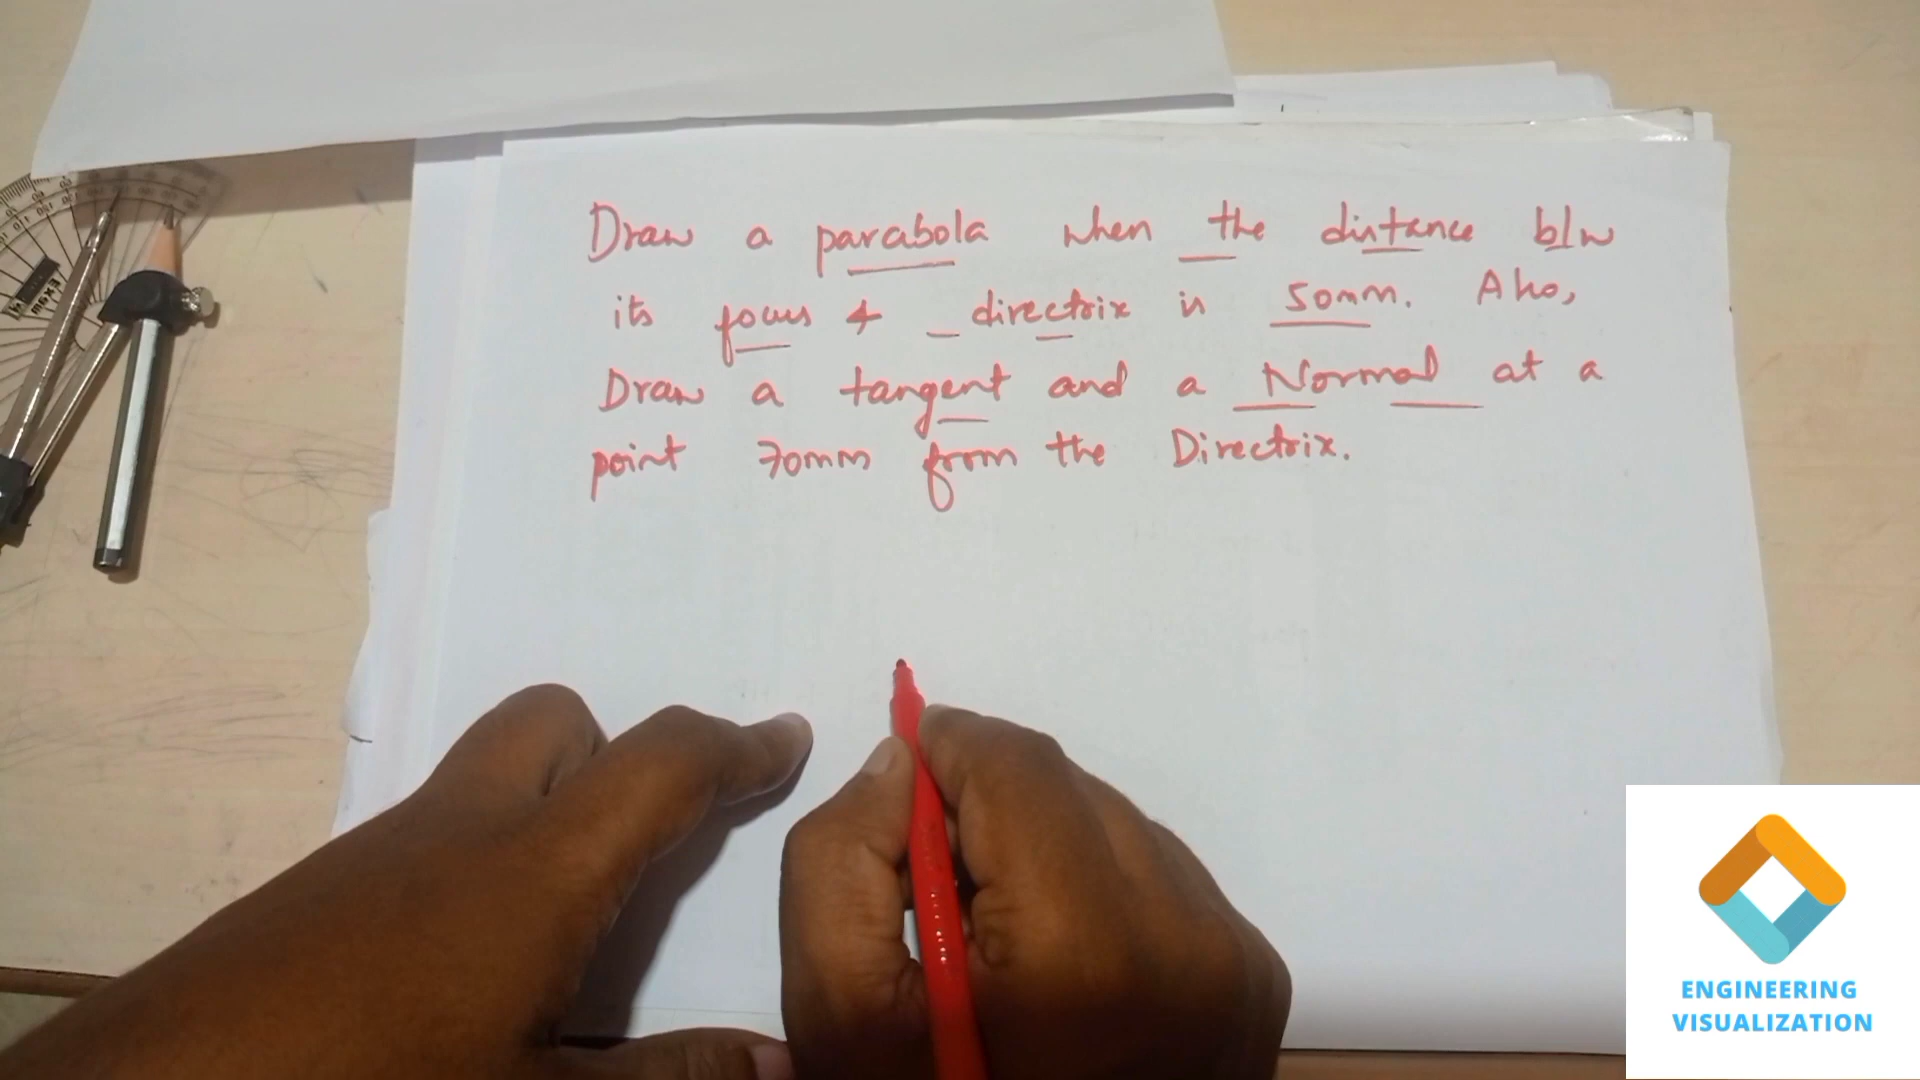 Draw a parabola when the distance b/w
its focus & directrix is 50mm. Also,
Draw a tangent and a Normal at a
point 70mm from the Directrix.
ENGINEERING
VISUALIZATION